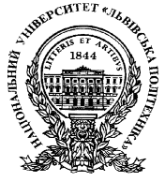 НАЦІОНАЛЬНИЙ УНІВЕРСИТЕТ «ЛЬВІВСЬКА ПОЛІТЕХНІКА»
LITTERIS ET ARTIBUS
1844